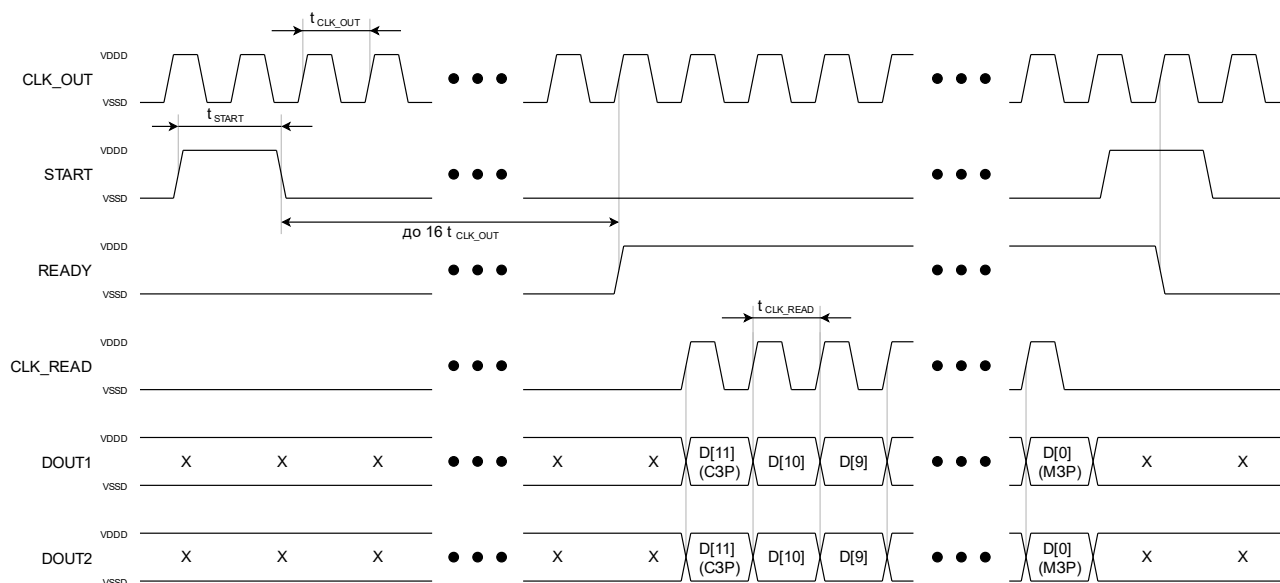 t CLK_OUT
VDDD
CLK_OUT
VSSD
t START
VDDD
START
VSSD
до 16 t CLK_OUT
VDDD
READY
VSSD
t CLK_READ
VDDD
CLK_READ
VSSD
VDDD
DOUT1 X X X X X D[11] (СЗР) D[10] D[9] D[0] (МЗР) X X
VSSD
VDDD
DOUT2 X X X X X D[11] (СЗР) D[10] D[9] D[0] (МЗР) X X
VSSD